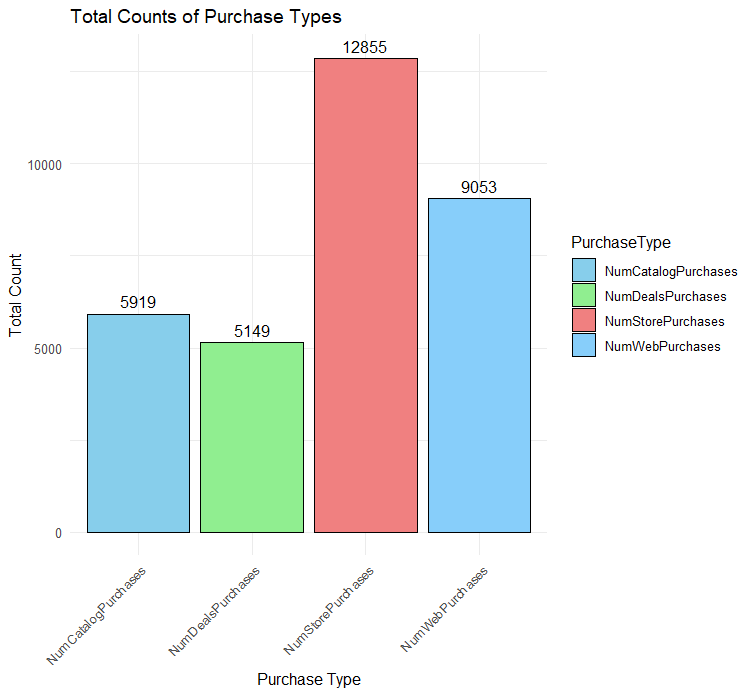 Total Counts of Purchase Types
12855
10000
9053
5919
5149
5000
0
Total Count
NumCatalogPurchases
NumDealsPurchases
NumStorePurchases
NumWebPurchases
Purchase Type
PurchaseType
NumCatalogPurchases
NumDealsPurchases
NumStorePurchases
NumWebPurchases